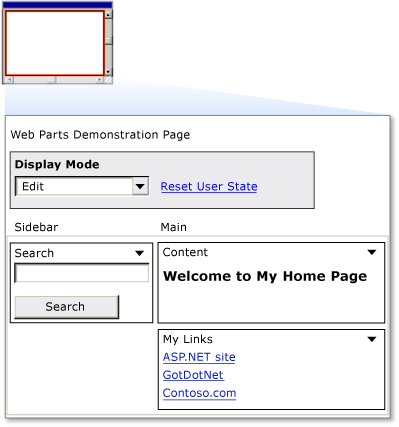 Web Parts Demonstration Page
Display Mode
Edit
Reset User State
Sidebar
Main
Search
Search
Content
Welcome to My Home Page
My Links
ASP.NET site
GotDotNet
Contoso.com